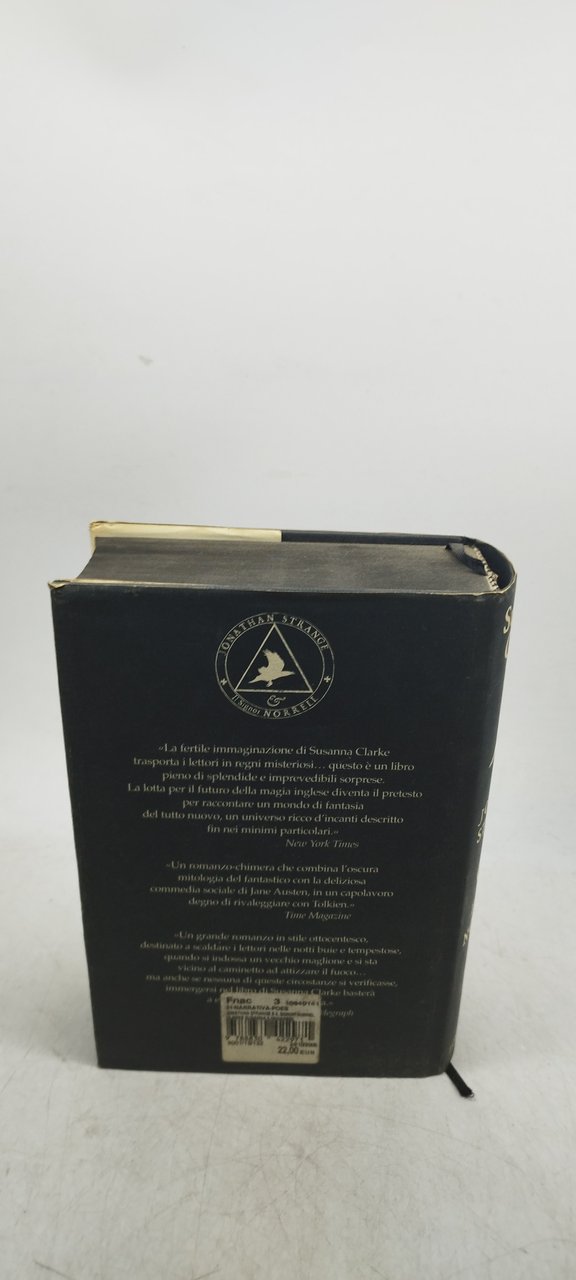 JONATHAN STRANGE
&
il Signor NORRELL
«La fertile immaginazione di Susanna Clarke
trasporta i lettori in regni misteriosi... questo è un libro
pieno di splendide e imprevedibili sorprese.
La lotta per il futuro della magia inglese diventa il pretesto
per raccontare un mondo di fantasia
del tutto nuovo, un universo ricco d'incanti descritto
fin nei minimi particolari.»
New York Times
«Un romanzo-chimera che combina l'oscura
mitologia del fantastico con la deliziosa
commedia sociale di Jane Austen, in un capolavoro
degno di rivaleggiare con Tolkien.»
Time Magazine
«Un grande romanzo in stile ottocentesco,
destinato a scaldare i lettori nelle notti buie e tempestose,
quando si indossa un vecchio maglione e si sta
vicino al caminetto ad attizzare il fuoco...
ma anche se nessuna di queste circostanze si verificasse,
immergersi nel libro di Susanna Clarke basterà
Fnac 3
22,00 EUR